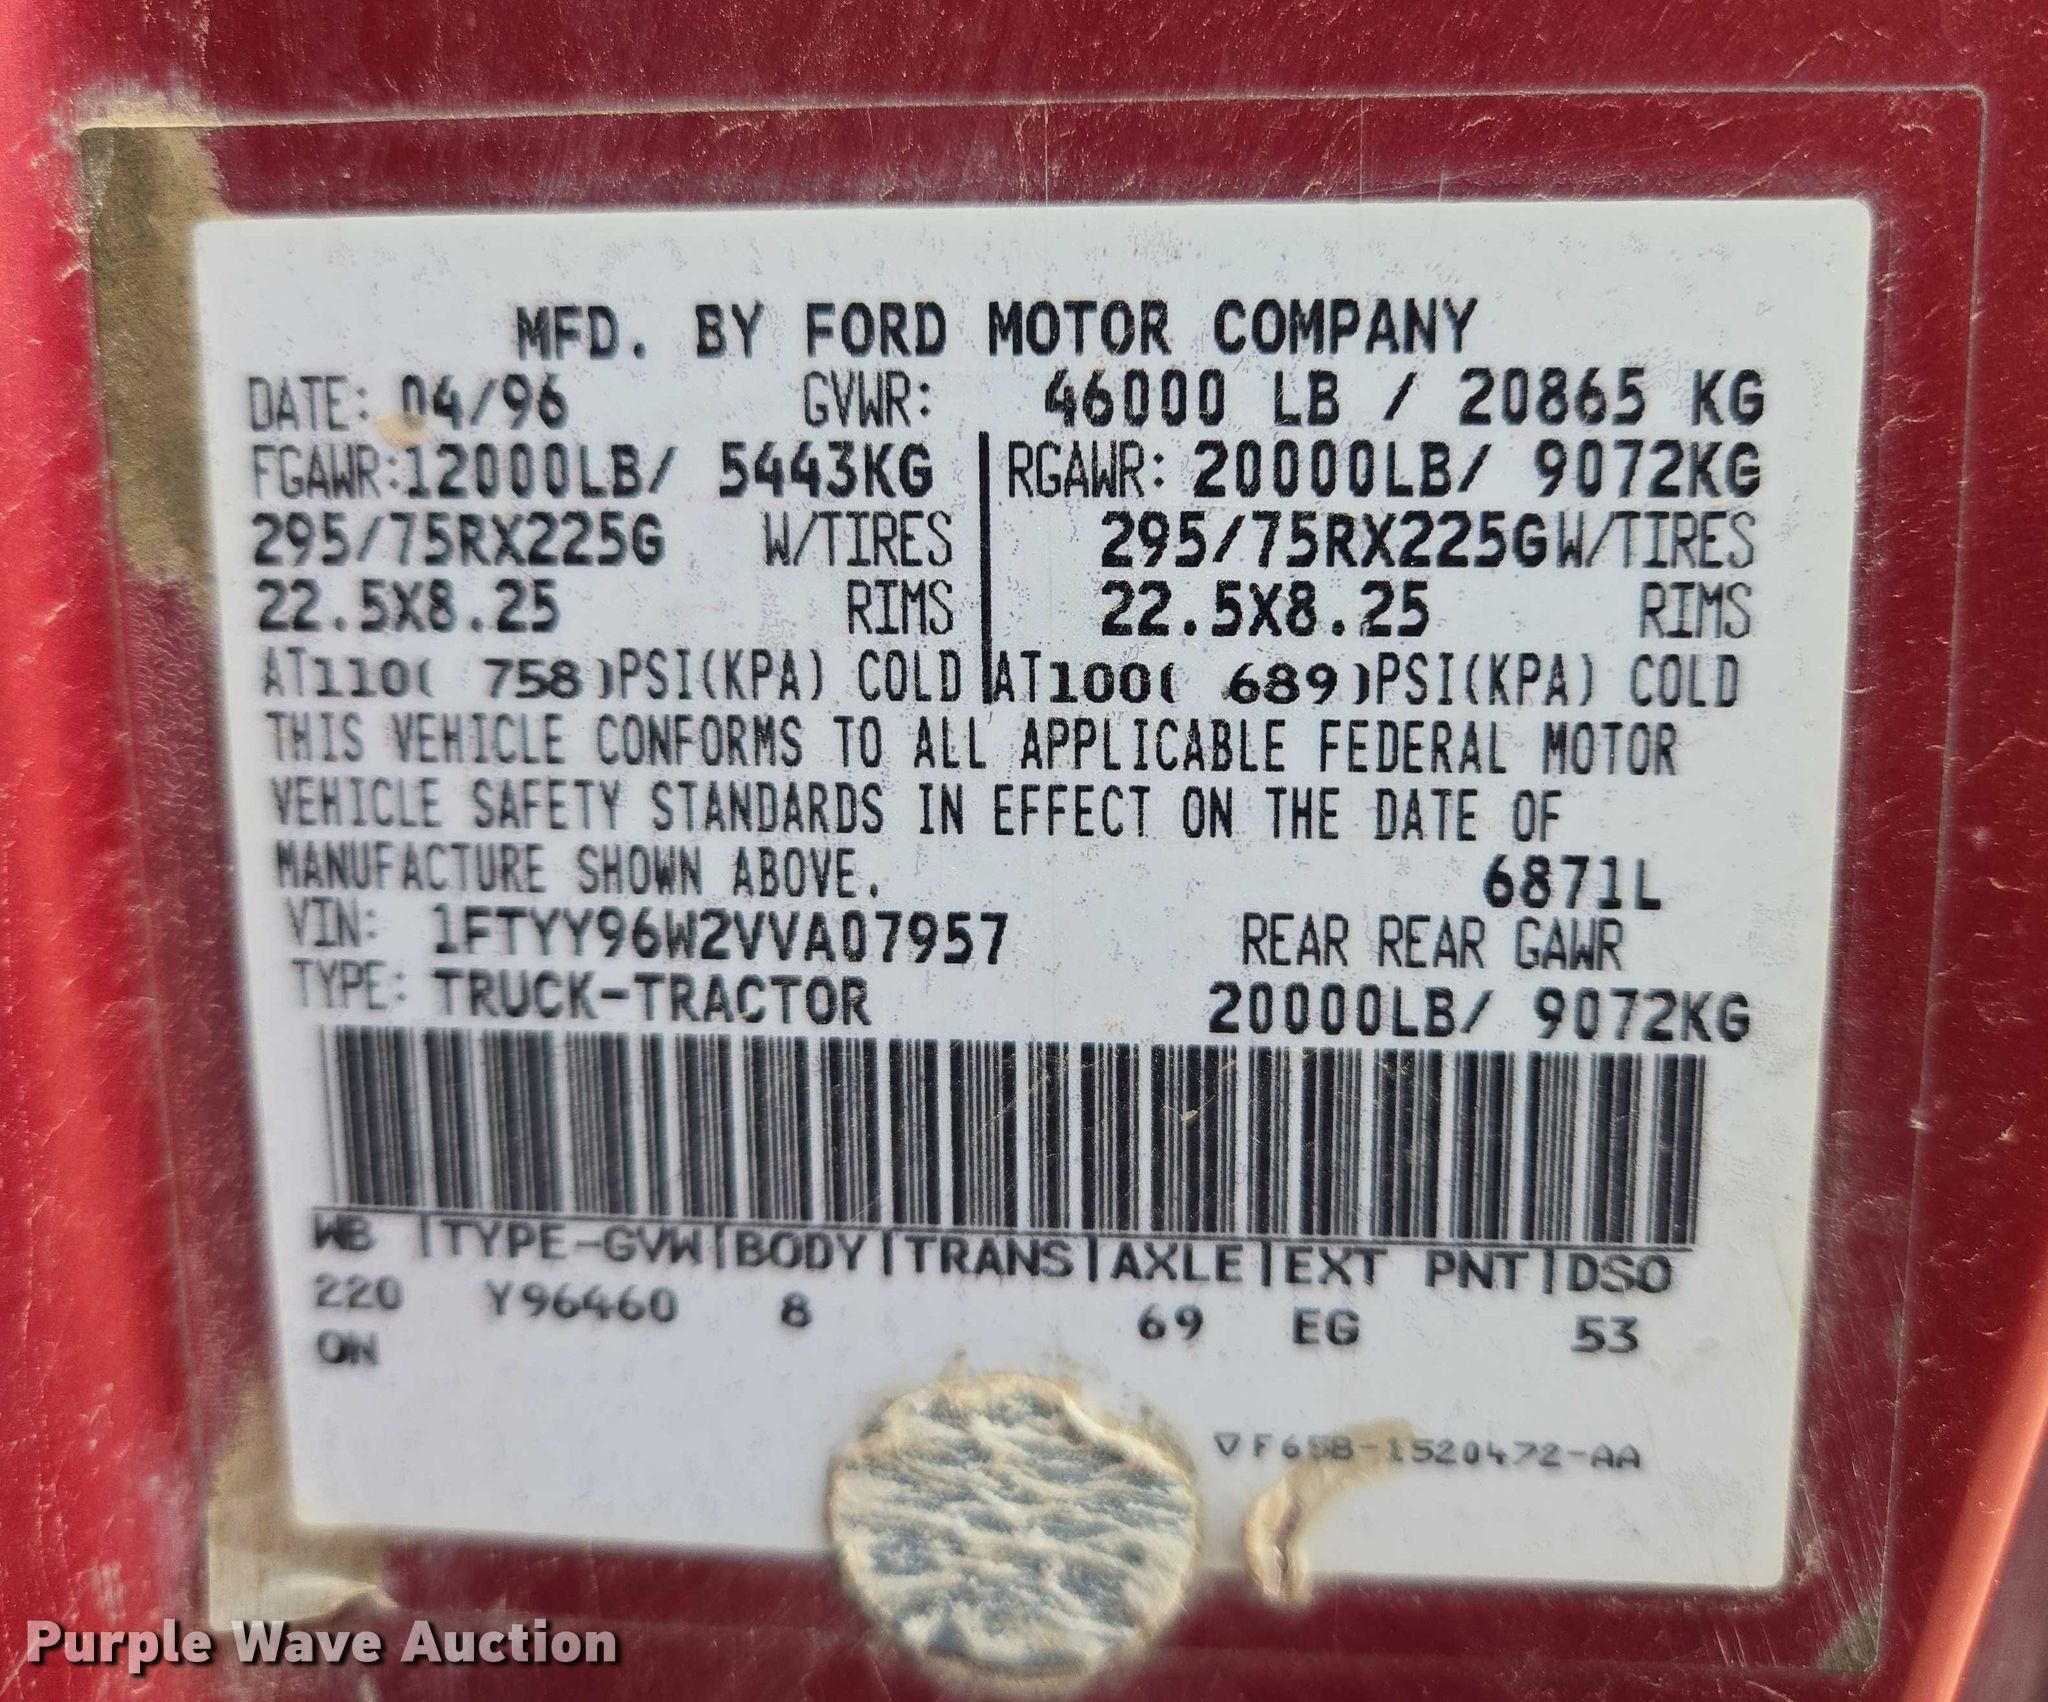 MFD. BY FORD MOTOR COMPANY
DATE: 04/96 GVWR: 46000 LB / 20865 KG
FGAWR:12000LB/ 5443KG RGAWR: 20000LB/ 9072KG
295/75RX225G W/TIRES 295/75RX225G W/TIRES
22.5X8.25 RIMS 22.5X8.25 RIMS
AT110( 758)PSI(KPA) COLD AT100( 689)PSI(KPA) COLD
THIS VEHICLE CONFORMS TO ALL APPLICABLE FEDERAL MOTOR
VEHICLE SAFETY STANDARDS IN EFFECT ON THE DATE OF
MANUFACTURE SHOWN ABOVE. 6871L
VIN: 1FTYY96W2VVA07957 REAR REAR GAWR
TYPE: TRUCK-TRACTOR 20000LB/ 9072KG
WB |TYPE-GVW|BODY|TRANS|AXLE|EXT PNT|DSO
220 Y96460 8 69 EG 53
ON
▽F65B-1520472-AA
Purple Wave Auction